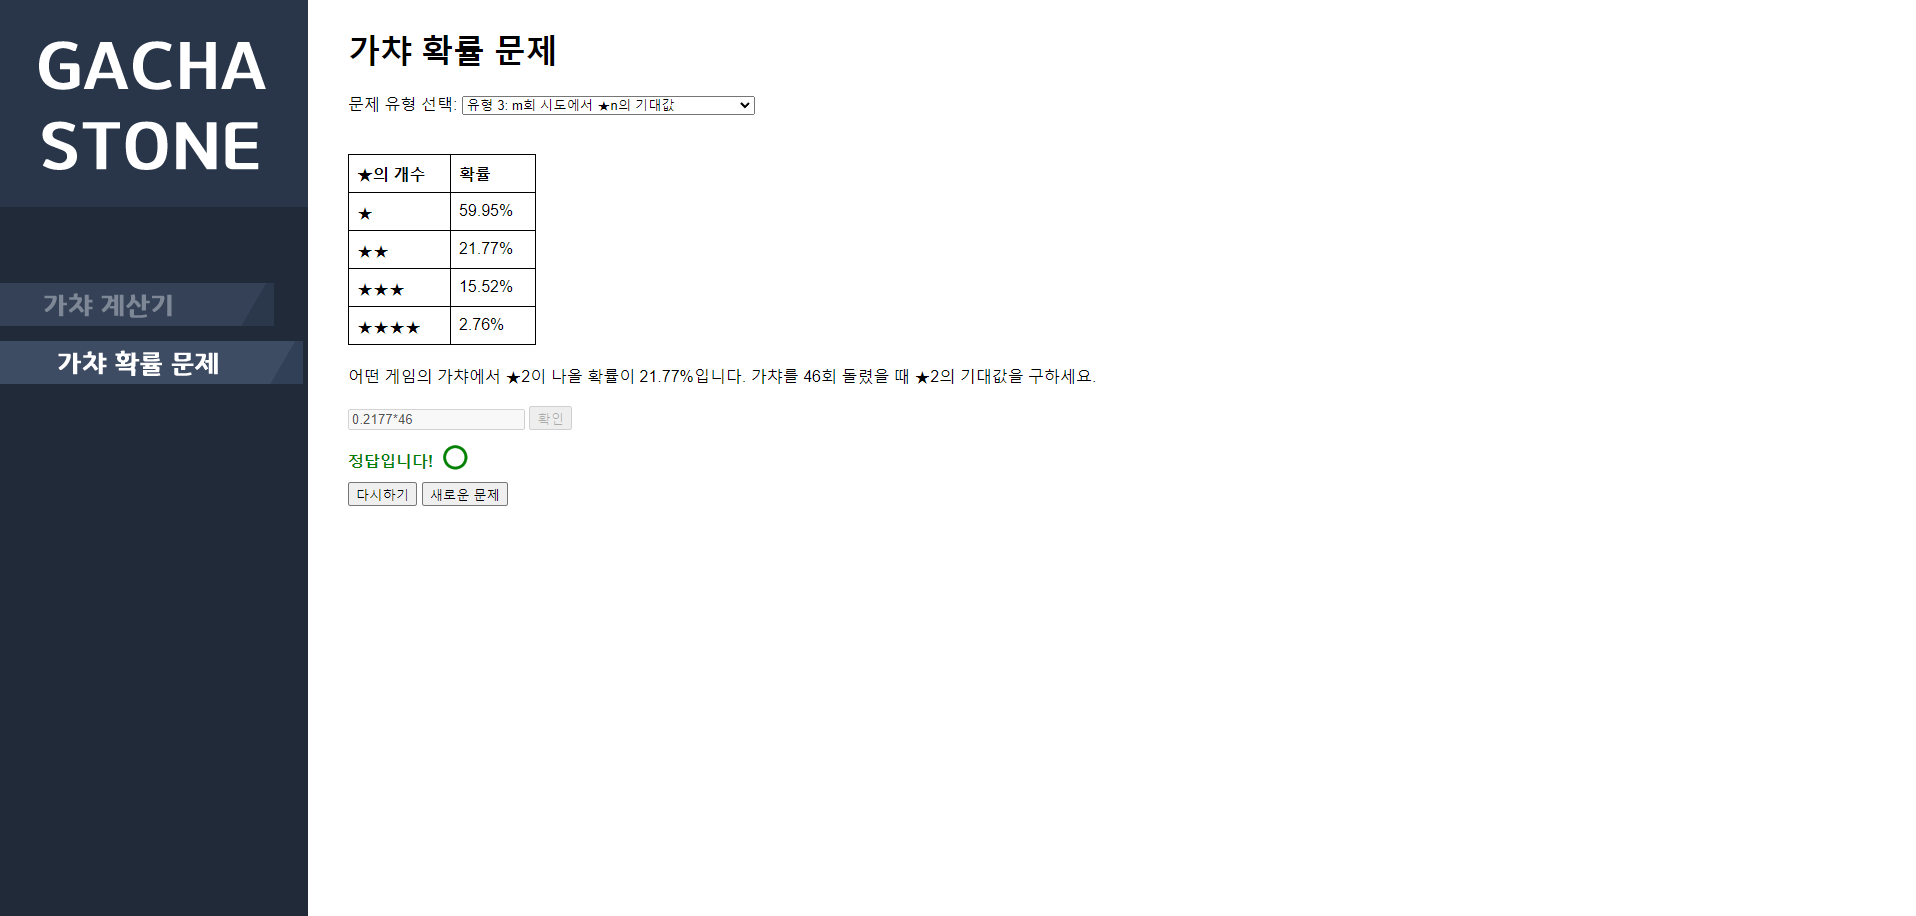 GACHA
STONE
가챠 계산기
가챠 확률 문제
가챠 확률 문제
문제 유형 선택: 유형 3: m회 시도에서 ★n의 기대값
★의 개수 확률
★ 59.95%
★★ 21.77%
★★★ 15.52%
★★★★ 2.76%
어떤 게임의 가챠에서 ★2이 나올 확률이 21.77%입니다. 가챠를 46회 돌렸을 때 ★2의 기대값을 구하세요.
0.2177*46 확인
정답입니다!
다시하기 새로운 문제